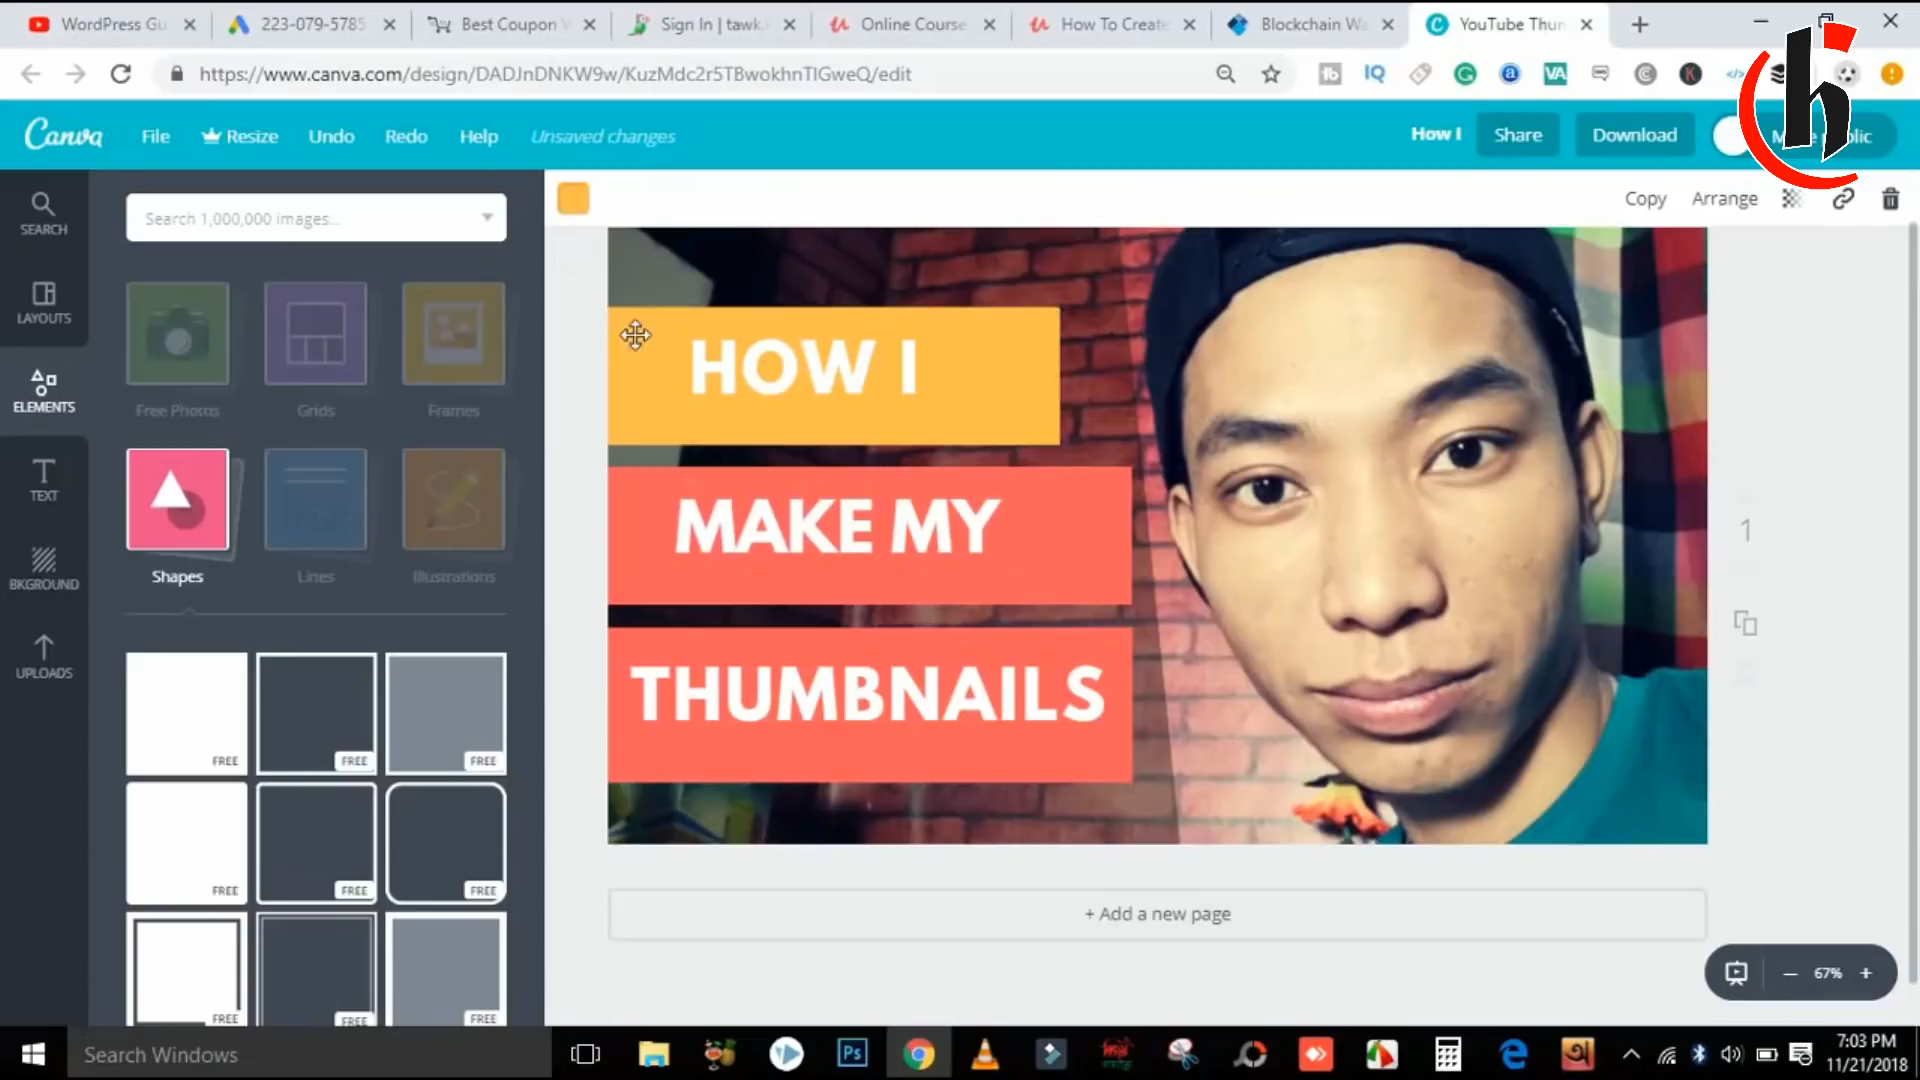 WordPress Gu
223-079-5785
Best Coupon
Sign In | tawk.
Online Course
How To Create
Blockchain Wa
YouTube Thun
https://www.canva.com/design/DADJnDNKW9w/KuzMdc2r5TBwokhnTIGweQ/edit
Canva
File
Resize
Undo
Redo
Help
Unsaved changes
How I
Share
Download
SEARCH
LAYOUTS
ELEMENTS
TEXT
BKGROUND
UPLOADS
Search 1,000,000 images...
Free Photos
Grids
Frames
Shapes
Lines
Illustrations
FREE
FREE
FREE
FREE
FREE
FREE
FREE
FREE
FREE
Copy
Arrange
HOW I
MAKE MY
THUMBNAILS
1
+ Add a new page
67%
Search Windows
Ps
7:03 PM
11/21/2018